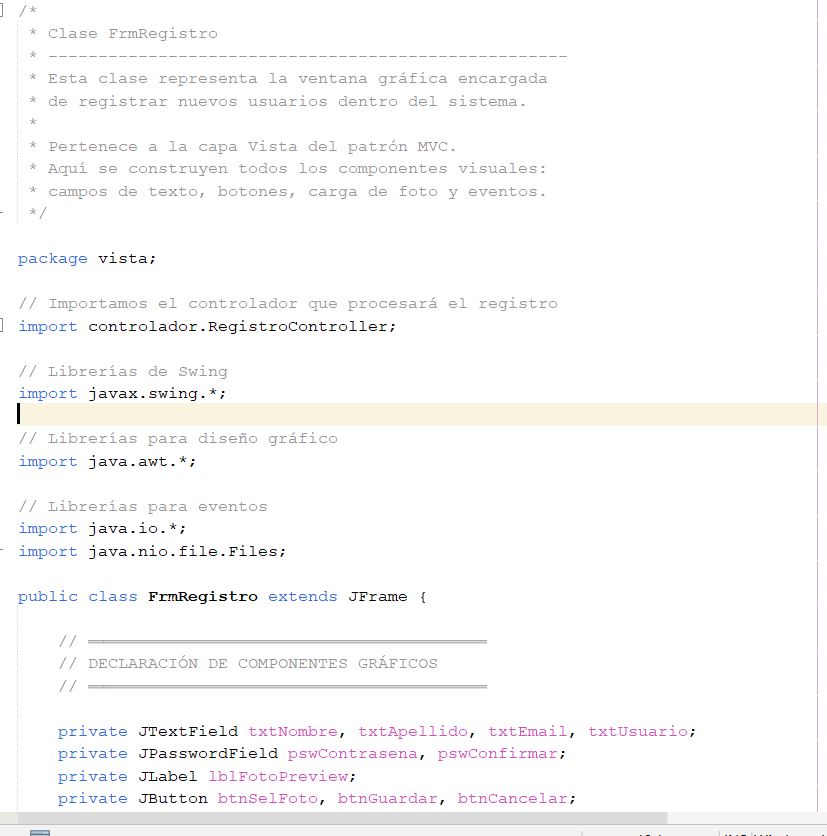 /*
 * Clase FrmRegistro
 * ----------------------------------------------------
 * Esta clase representa la ventana gráfica encargada
 * de registrar nuevos usuarios dentro del sistema.
 *
 * Pertenece a la capa Vista del patrón MVC.
 * Aquí se construyen todos los componentes visuales:
 * campos de texto, botones, carga de foto y eventos.
 */
package vista;
// Importamos el controlador que procesará el registro
import controlador.RegistroController;
// Librerías de Swing
import javax.swing.*;
// Librerías para diseño gráfico
import java.awt.*;
// Librerías para eventos
import java.io.*;
import java.nio.file.Files;
public class FrmRegistro extends JFrame {
    // ════════════════════════════════════════
    // DECLARACIÓN DE COMPONENTES GRÁFICOS
    // ════════════════════════════════════════
    private JTextField txtNombre, txtApellido, txtEmail, txtUsuario;
    private JPasswordField pswContrasena, pswConfirmar;
    private JLabel lblFotoPreview;
    private JButton btnSelFoto, btnGuardar, btnCancelar;